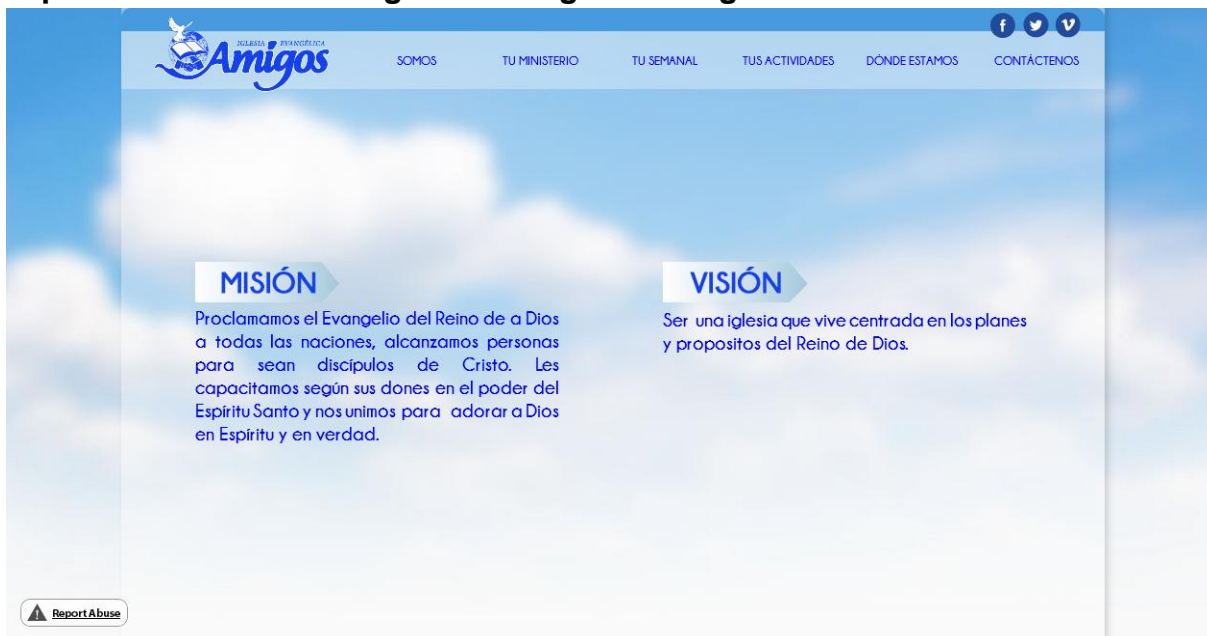 IGLESIA EVANGÉLICA
Amigos
SOMOS TU MINISTERIO TU SEMANAL TUS ACTIVIDADES DÓNDE ESTAMOS CONTÁCTENOS
MISIÓN
Proclamamos el Evangelio del Reino de a Dios
a todas las naciones, alcanzamos personas
para sean discípulos de Cristo. Les
capacitamos según sus dones en el poder del
Espíritu Santo y nos unimos para adorar a Dios
en Espíritu y en verdad.
VISIÓN
Ser una iglesia que vive centrada en los planes
y propositos del Reino de Dios.
Report Abuse